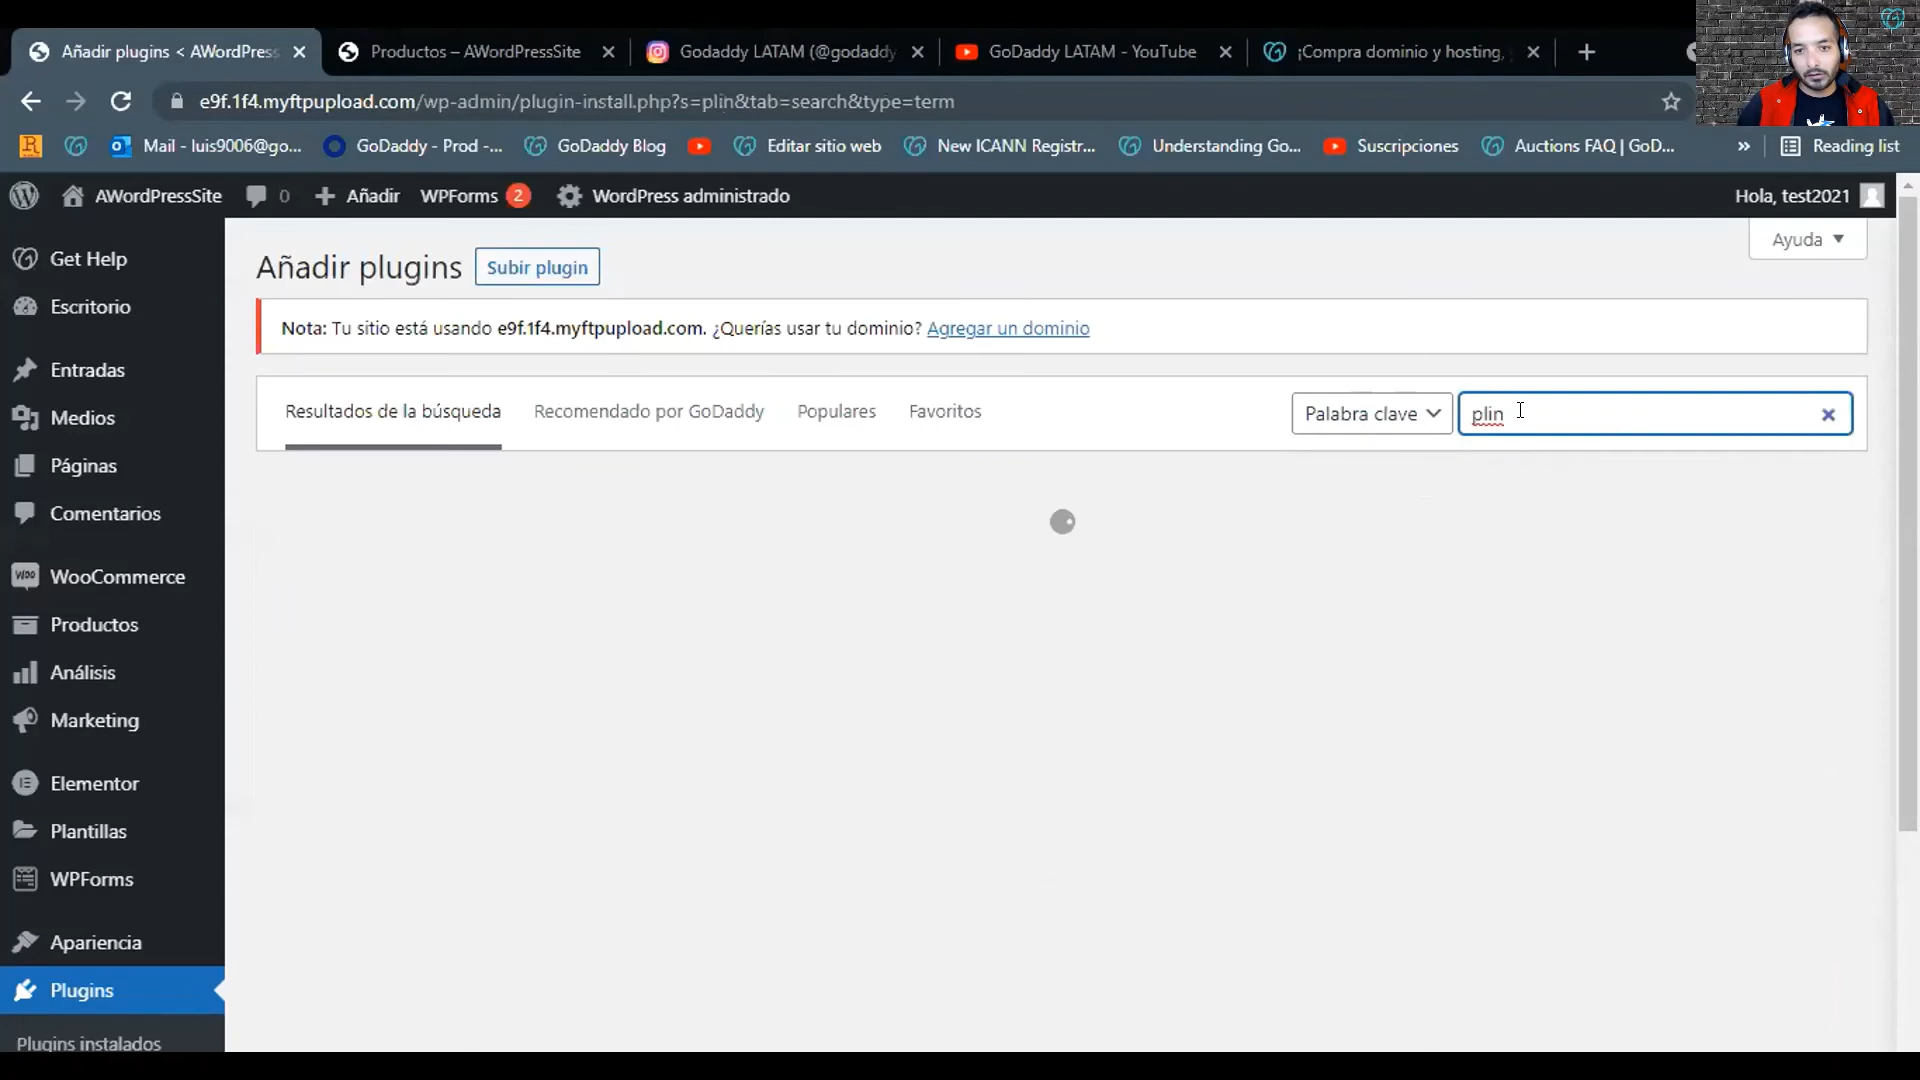 Añadir plugins < AWordPress
Productos – AWordPressSite
Godaddy LATAM (@godaddy
GoDaddy LATAM - YouTube
¡Compra dominio y hosting,
e9f.1f4.myftpupload.com/wp-admin/plugin-install.php?s=plin&tab=search&type=term
Mail - luis9006@go...
GoDaddy - Prod -...
GoDaddy Blog
Editar sitio web
New ICANN Registr...
Understanding Go...
Suscripciones
Auctions FAQ | GoD...
»
Reading list
AWordPressSite
0
Añadir
WPForms 2
WordPress administrado
Hola, test2021
Get Help
Escritorio
Entradas
Medios
Páginas
Comentarios
WooCommerce
Productos
Análisis
Marketing
Elementor
Plantillas
WPForms
Apariencia
Plugins
Plugins instalados
Ayuda
Añadir plugins
Subir plugin
Nota: Tu sitio está usando e9f.1f4.myftpupload.com. ¿Querías usar tu dominio? Agregar un dominio
Resultados de la búsqueda
Recomendado por GoDaddy
Populares
Favoritos
Palabra clave
plin